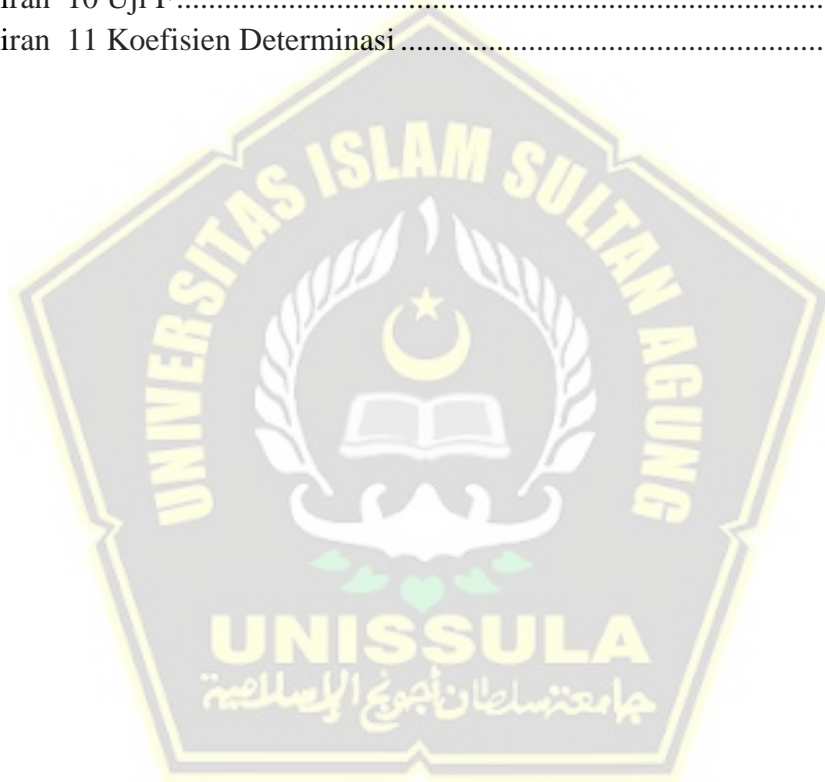 iran 10 Uji F
iran 11 Koefisien Determinasi
UNIVERSITAS ISLAM SULTAN AGUNG
UNISSULA
جامعة سلطان أجونج الإسلامية